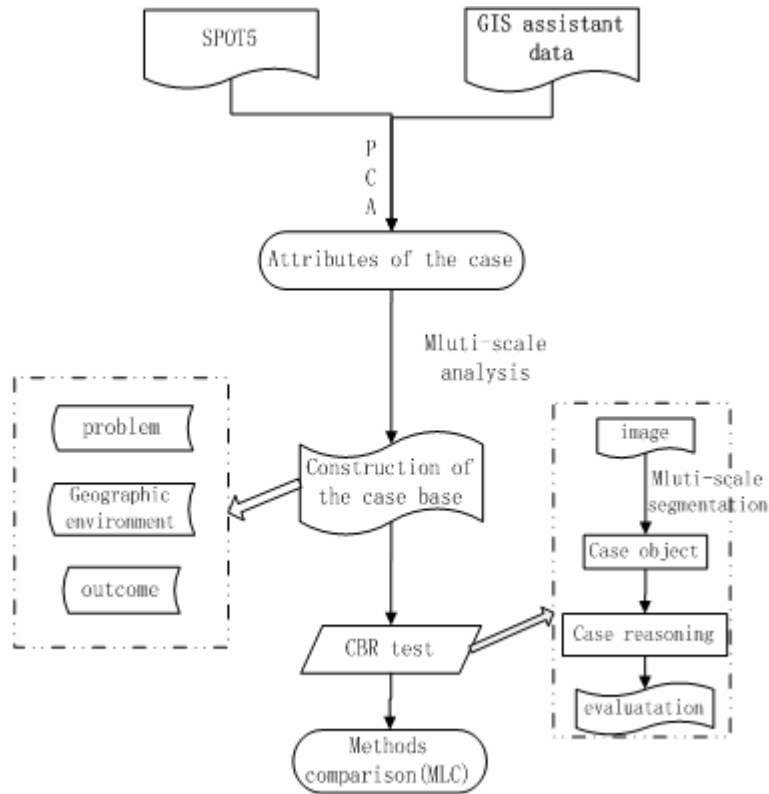 SPOT5
GIS assistant
data
P
C
A
Attributes of the case
Mluti-scale
analysis
problem
Geographic
environment
outcome
Construction of
the case base
image
Mluti-scale
segmentation
Case object
Case reasoning
evaluatation
CBR test
Methods
comparison(MLC)